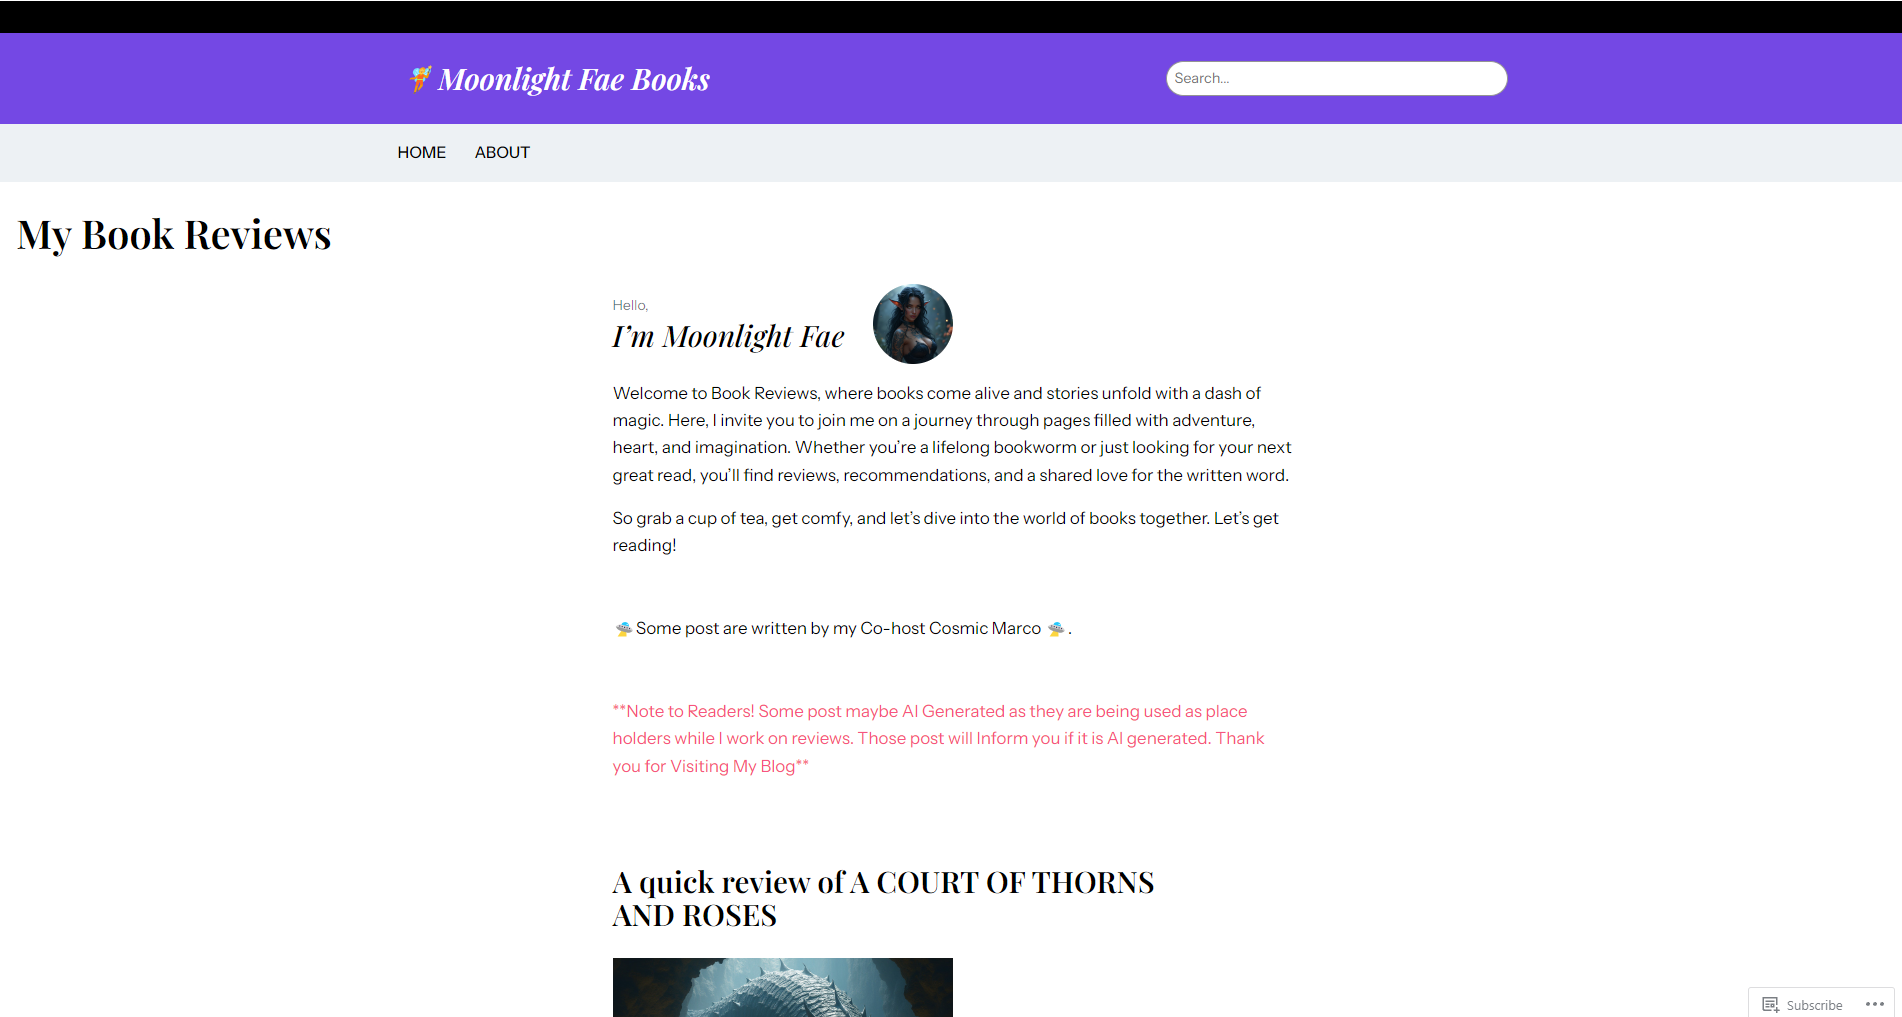 Moonlight Fae Books
Search...
HOME
ABOUT
My Book Reviews
Hello,
I’m Moonlight Fae
Welcome to Book Reviews, where books come alive and stories unfold with a dash of
magic. Here, I invite you to join me on a journey through pages filled with adventure,
heart, and imagination. Whether you’re a lifelong bookworm or just looking for your next
great read, you’ll find reviews, recommendations, and a shared love for the written word.
So grab a cup of tea, get comfy, and let’s dive into the world of books together. Let’s get
reading!
🛸Some post are written by my Co-host Cosmic Marco 🛸.
**Note to Readers! Some post maybe AI Generated as they are being used as place
holders while I work on reviews. Those post will Inform you if it is AI generated. Thank
you for Visiting My Blog**
A quick review of A COURT OF THORNS
AND ROSES
Subscribe